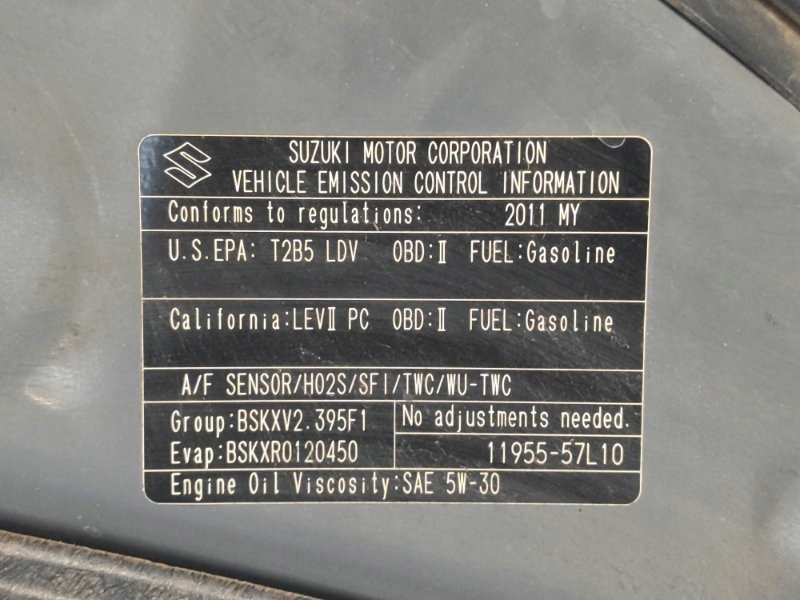 SUZUKI MOTOR CORPORATION
VEHICLE EMISSION CONTROL INFORMATION
Conforms to regulations: 2011 MY
U.S.EPA: T2B5 LDV OBD:Ⅱ FUEL:Gasoline
California:LEVⅡ PC OBD:Ⅱ FUEL:Gasoline
A/F SENSOR/HO2S/SFI/TWC/WU-TWC
Group:BSKXV2.395F1 No adjustments needed.
Evap:BSKXR0120450 11955-57L10
Engine Oil Viscosity:SAE 5W-30